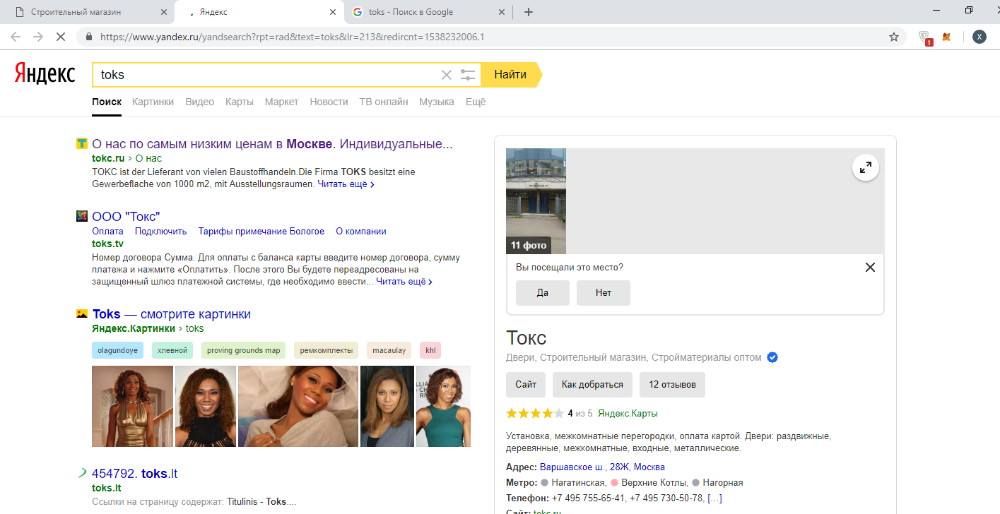 Строительный магазин
Яндекс
toks - Поиск в Google
https://www.yandex.ru/yandsearch?rpt=rad&text=toks&lr=213&redircnt=1538232006.1
1
X
Яндекс
toks
Найти
Поиск Картинки Видео Карты Маркет Новости ТВ онлайн Музыка Ещё
О нас по самым низким ценам в Москве. Индивидуальные...
tokc.ru › О нас
TOKC ist der Lieferant von vielen Baustoffhandeln.Die Firma TOKS besitzt eine
Gewerbeflache von 1000 m2, mit Ausstellungsraumen. Читать ещё ›
ООО "Токс"
Оплата Подключить Тарифы примечание Бологое О компании
toks.tv
Номер договора Сумма. Для оплаты с баланса карты введите номер договора, сумму
платежа и нажмите «Оплатить». После этого Вы будете переадресованы на
защищенный шлюз платежной системы, где необходимо ввести... Читать ещё ›
Toks — смотрите картинки
Яндекс.Картинки › toks
olagundoye хлевной proving grounds map ремкомплекты macaulay khl
454792. toks.lt
toks.lt
Ссылки на страницу содержат: Titulinis - Toks....
11 фото
Вы посещали это место?
Да Нет
Токс
Двери, Строительный магазин, Стройматериалы оптом
Сайт Как добраться 12 отзывов
4 из 5 Яндекс.Карты
Установка, межкомнатные перегородки, оплата картой. Двери: раздвижные,
деревянные, межкомнатные, входные, металлические.
Адрес: Варшавское ш., 28Ж, Москва
Метро: Нагатинская, Верхние Котлы, Нагорная
Телефон: +7 495 755-65-41, +7 495 730-50-78, [...]
Сайт: tokc.ru